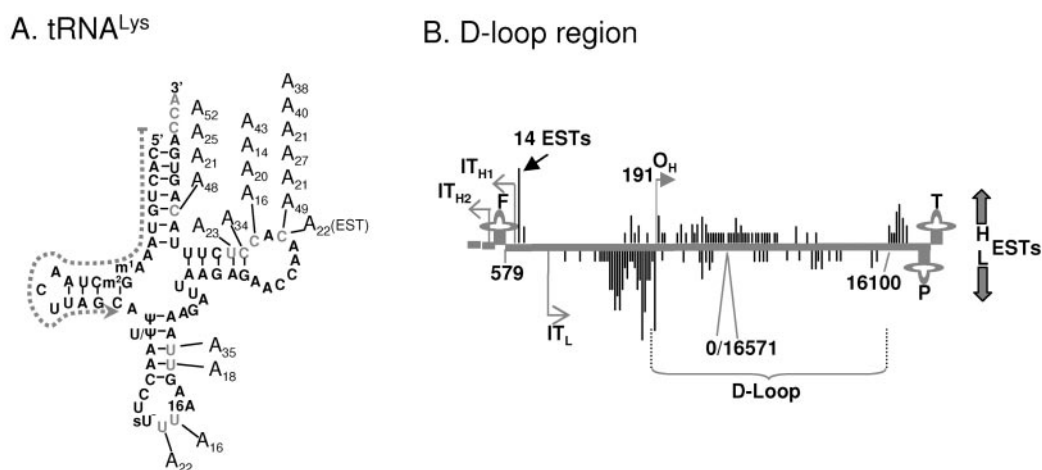 A. tRNALys
B. D-loop region
3'
A
C
C
A
5'
A52
A25
A21
A48
A43
A14
A20
A16
A38
A40
A21
A27
A21
A49
A22(EST)
A23
A34
m1
m2G
Ψ
U/Ψ
A35
A18
16A
sU
A16
A22
14 ESTs
ITH1
ITH2
F
191
OH
T
579
ITL
0/16571
16100
P
H
L
ESTs
D-Loop